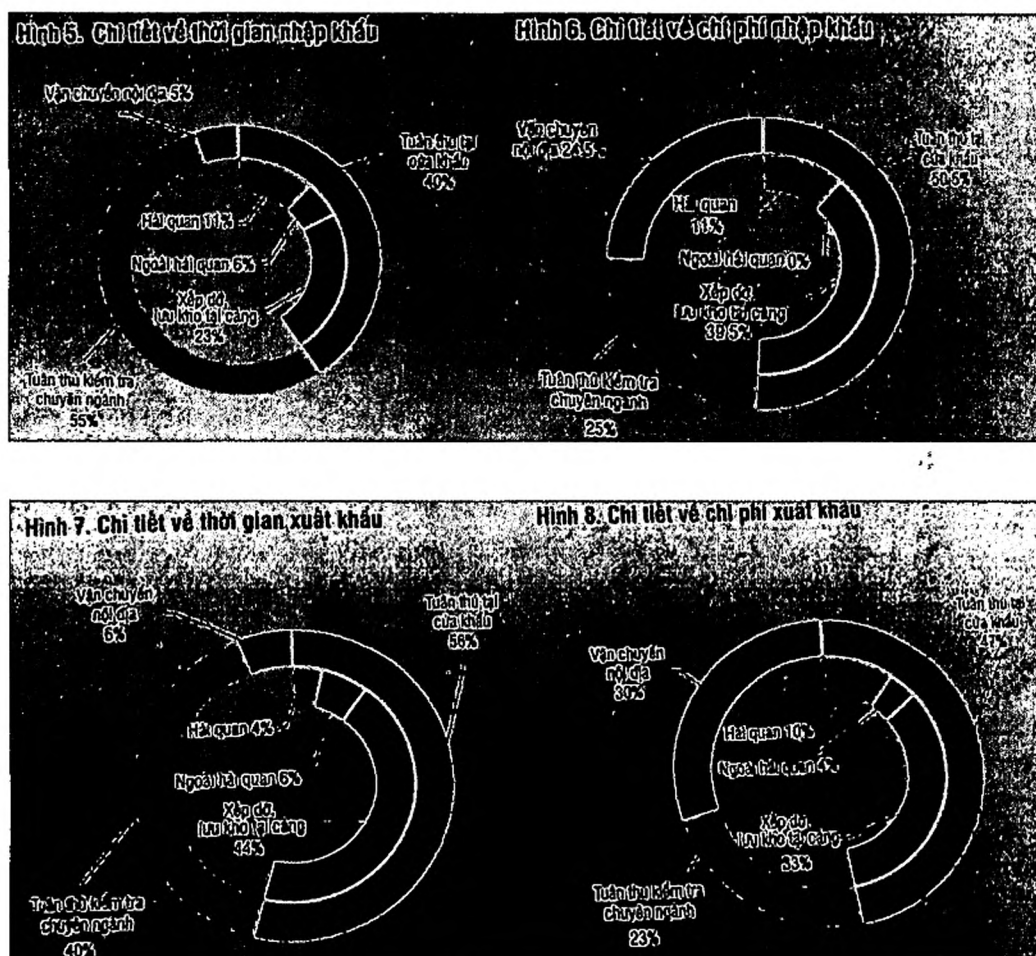 Hình 5. Chi tiết về thời gian nhập khẩu
Vận chuyển nội địa 5%
Tuân thủ tại
cửa khẩu
40%
Hải quan 11%
Ngoài hải quan 6%
Xếp dỡ,
lưu kho tại cảng
23%
Tuân thủ kiểm tra
chuyên ngành
55%
Hình 6. Chi tiết về chi phí nhập khẩu
Vận chuyển
nội địa 24.5%
Tuân thủ tại
cửa khẩu
50.5%
Hải quan
11%
Ngoài hải quan 0%
Xếp dỡ,
lưu kho tại cảng
39.5%
Tuân thủ kiểm tra
chuyên ngành
25%
Hình 7. Chi tiết về thời gian xuất khẩu
Vận chuyển
nội địa
6%
Tuân thủ tại
cửa khẩu
Hải quan 4%
Ngoài hải quan 6%
Xếp dỡ,
lưu kho tại cảng
44%
Tuân thủ kiểm tra
chuyên ngành
40%
Hình 8. Chi tiết về chi phí xuất khẩu
Vận chuyển
nội địa
30%
Tuân thủ tại
cửa khẩu
Hải quan 10%
Ngoài hải quan 4%
Xếp dỡ,
lưu kho tại cảng
33%
Tuân thủ kiểm tra
chuyên ngành
23%